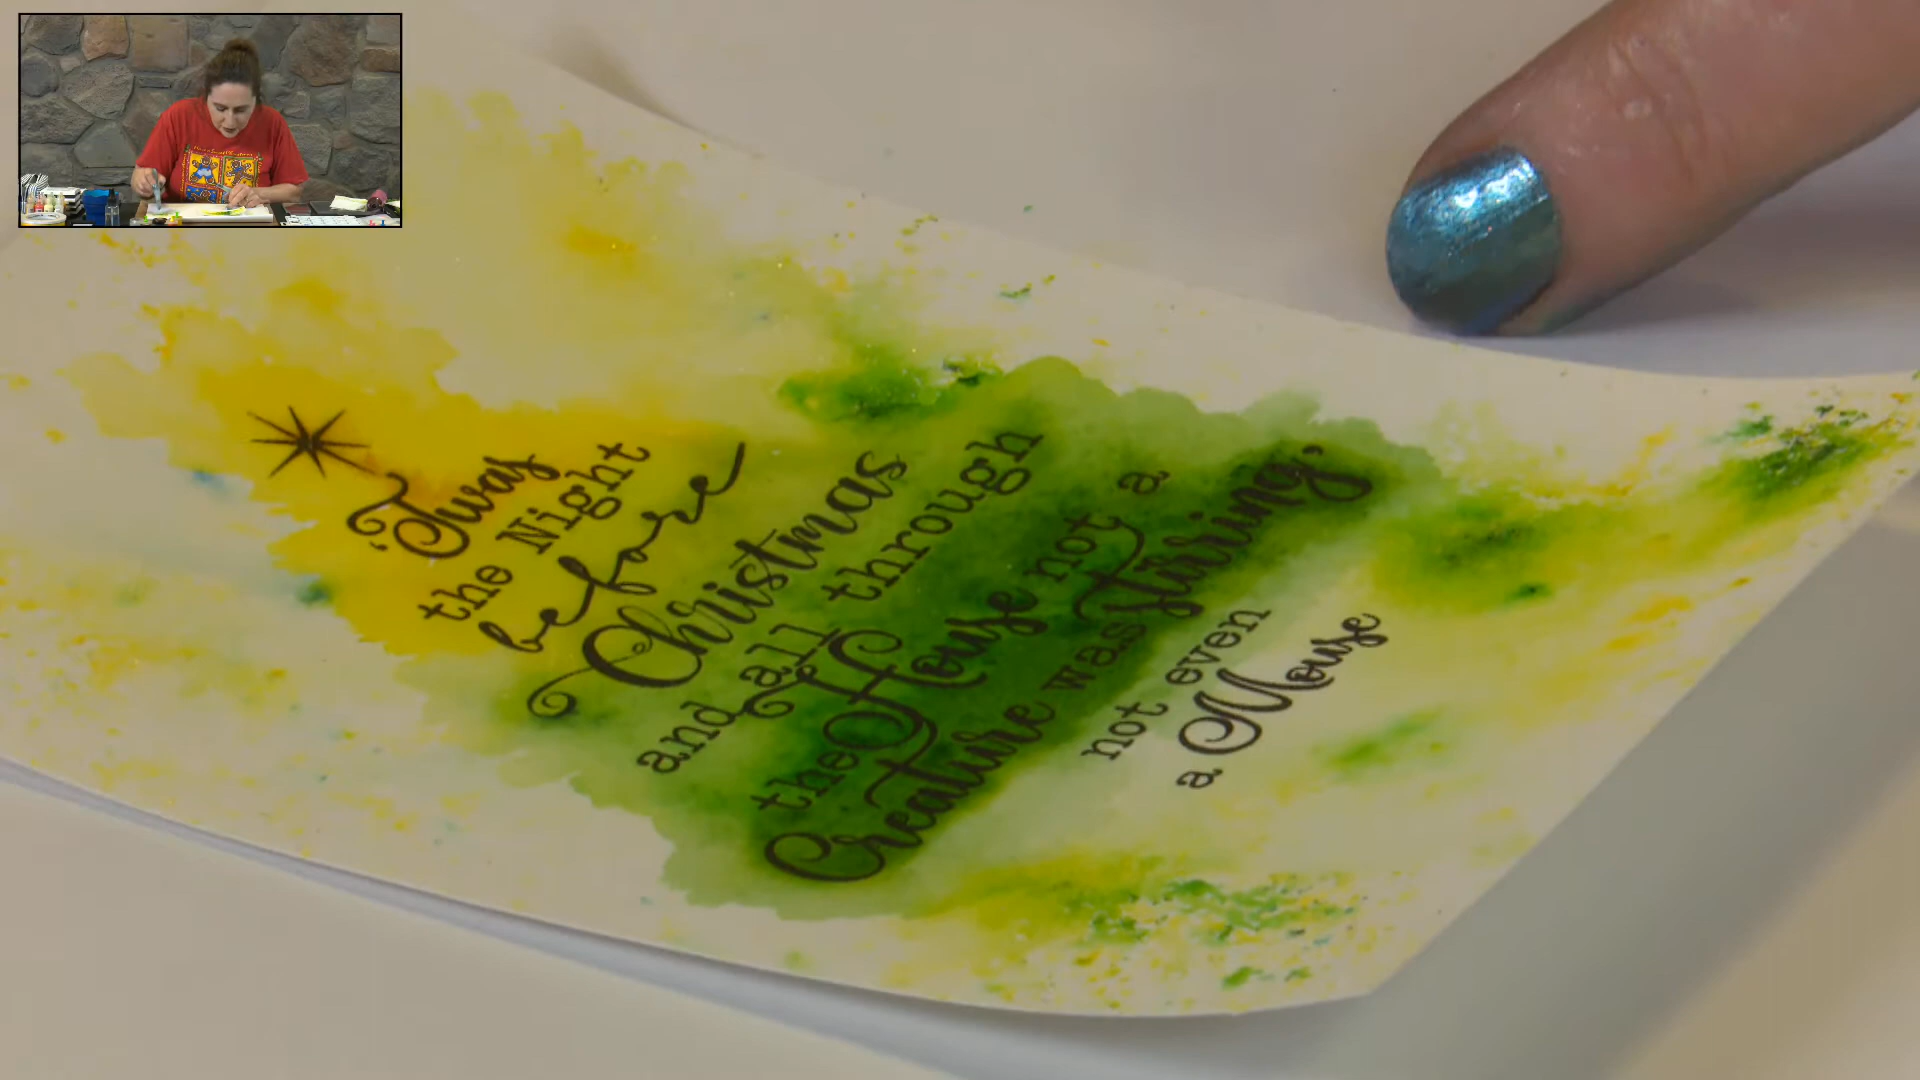 'Twas
the Night
before
Christmas
and all through
the House not a
Creature was stirring,
not even
a Mouse